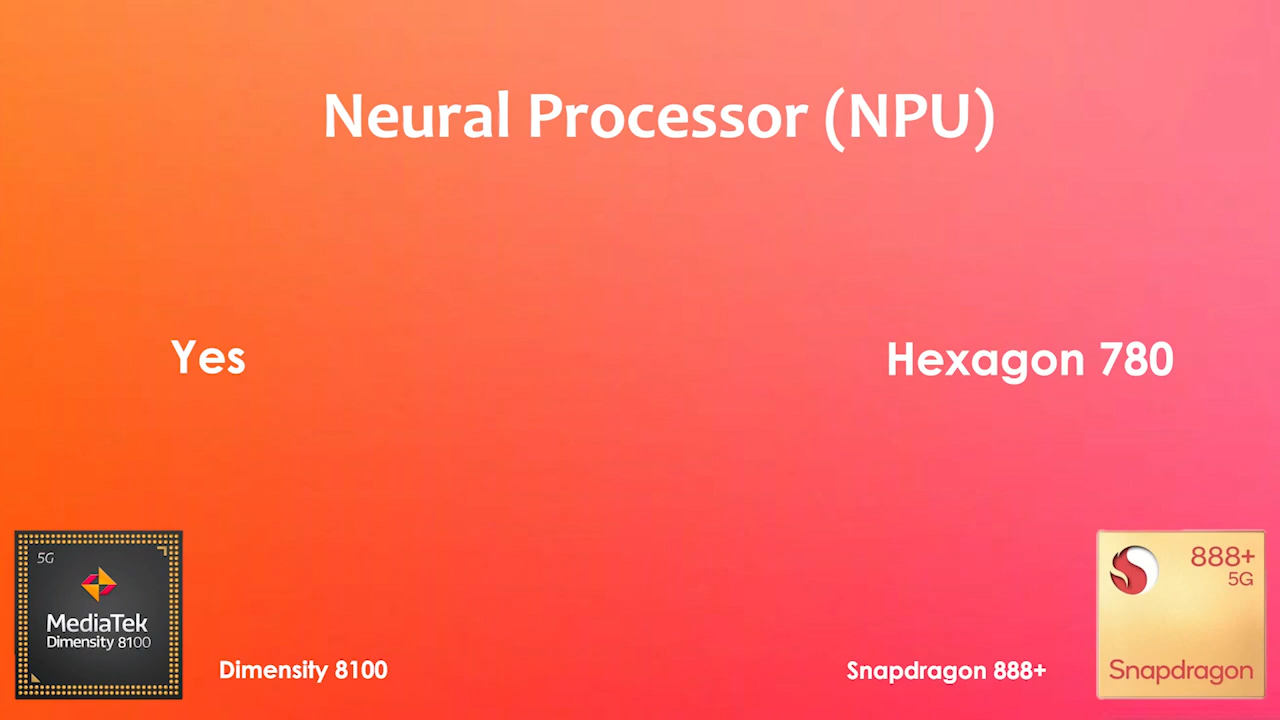 Neural Processor (NPU)
Yes
Hexagon 780
5G
MediaTek
Dimensity 8100
Dimensity 8100
Snapdragon 888+
888+
5G
Snapdragon